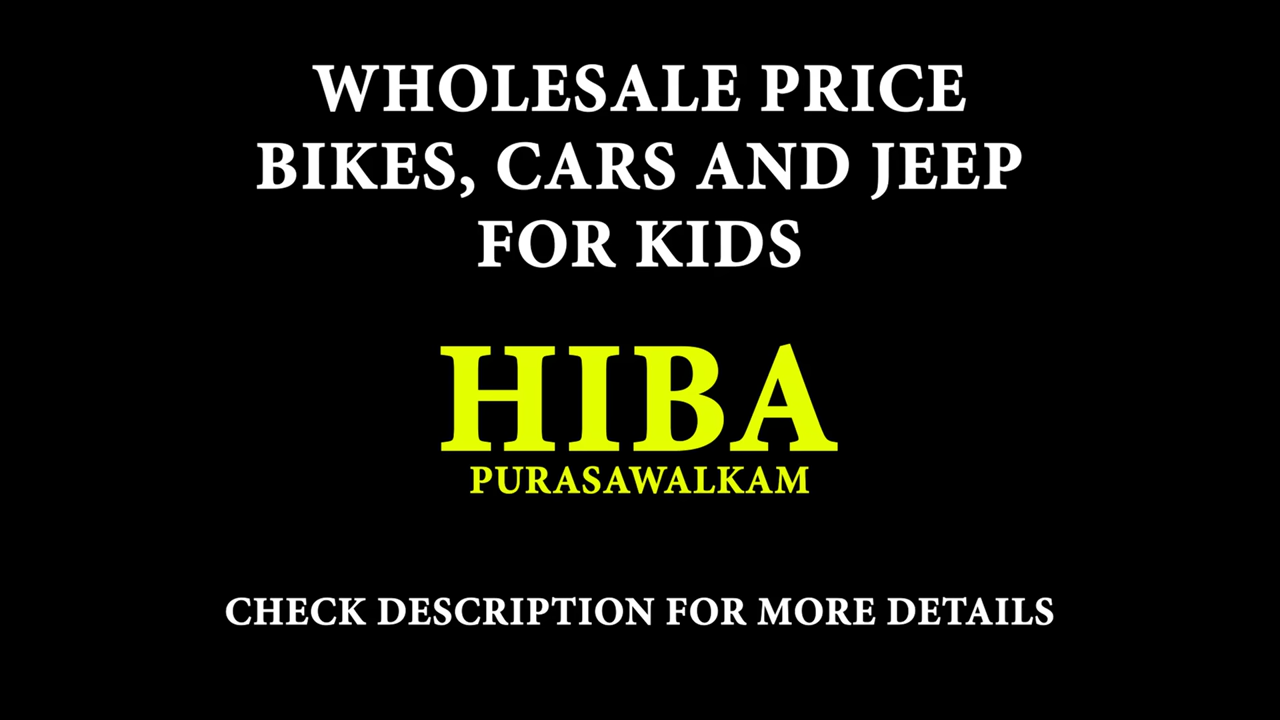 WHOLESALE PRICE
BIKES, CARS AND JEEP
FOR KIDS
HIBA
PURASAWALKAM
CHECK DESCRIPTION FOR MORE DETAILS